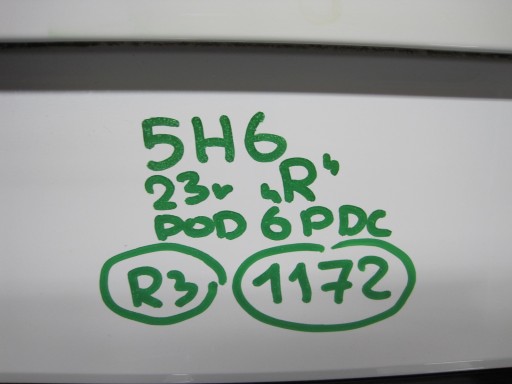 5H6
23r „R”
POD 6 PDC
R3 1172